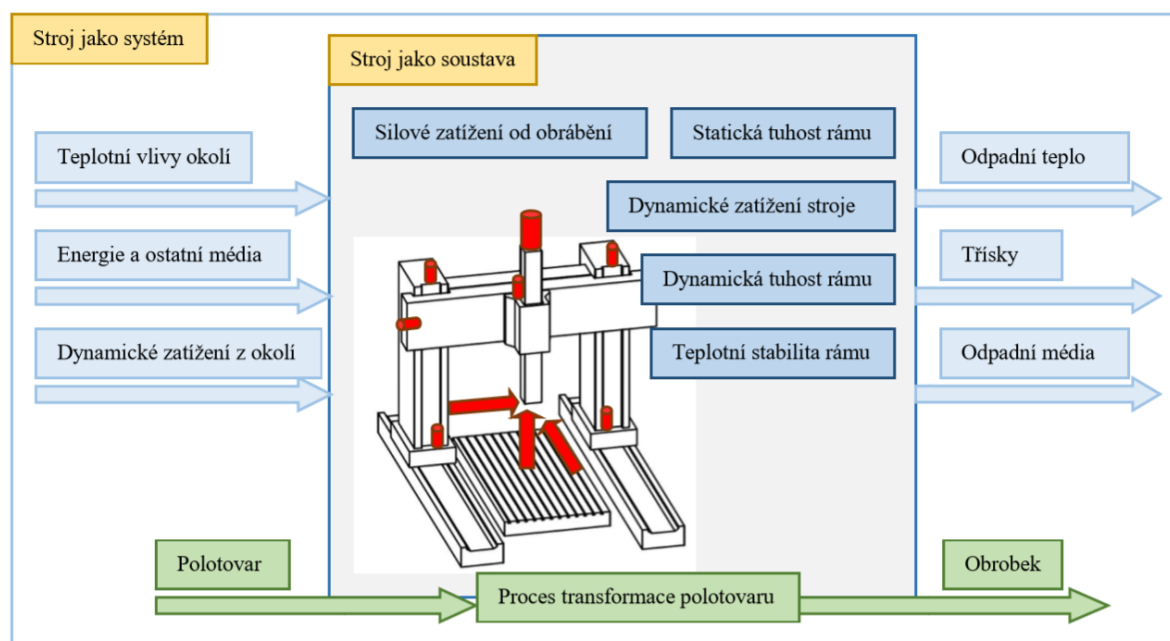 Stroj jako systém
Stroj jako soustava
Silové zatížení od obrábění
Statická tuhost rámu
Teplotní vlivy okolí
Odpadní teplo
Dynamické zatížení stroje
Energie a ostatní média
Dynamická tuhost rámu
Třísky
Dynamické zatížení z okolí
Teplotní stabilita rámu
Odpadní média
Polotovar
Proces transformace polotovaru
Obrobek